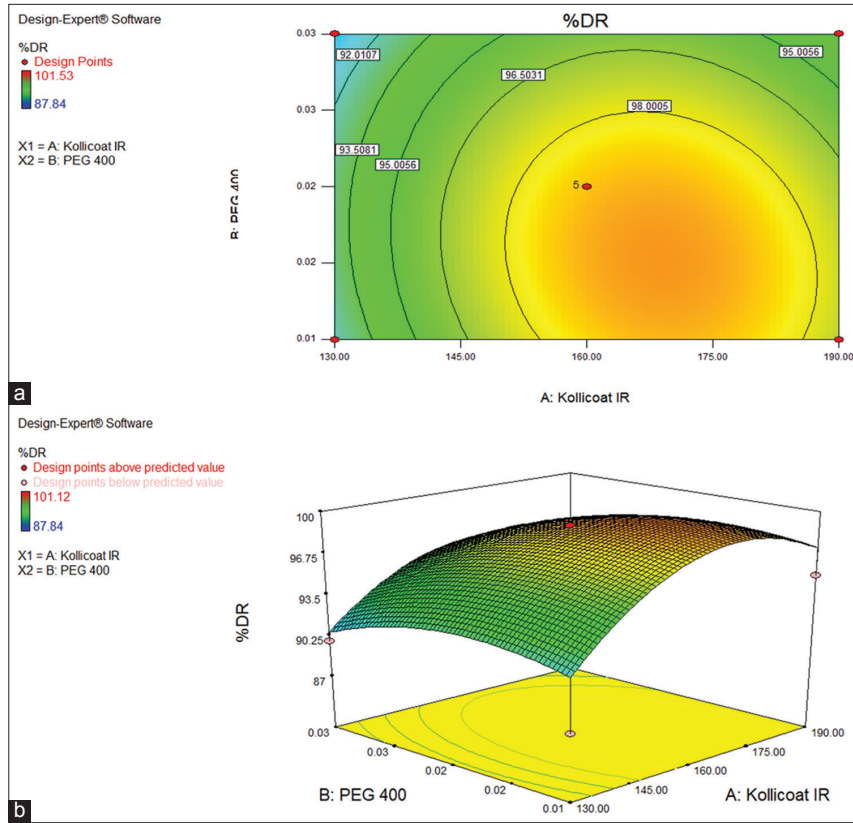 Design-Expert® Software
%DR
Design Points
101.53
87.84
X1 = A: Kollicoat IR
X2 = B: PEG 400
%DR
0.03
0.03
0.02
0.02
0.01
B: PEG 400
92.0107
93.5081
95.0056
96.5031
98.0005
95.0056
5
130.00
145.00
160.00
175.00
190.00
A: Kollicoat IR
a
Design-Expert® Software
%DR
Design points above predicted value
Design points below predicted value
101.12
87.84
X1 = A: Kollicoat IR
X2 = B: PEG 400
%DR
100
96.75
93.5
90.25
87
0.03
0.03
0.02
0.02
0.01
B: PEG 400
130.00
145.00
160.00
175.00
190.00
A: Kollicoat IR
b